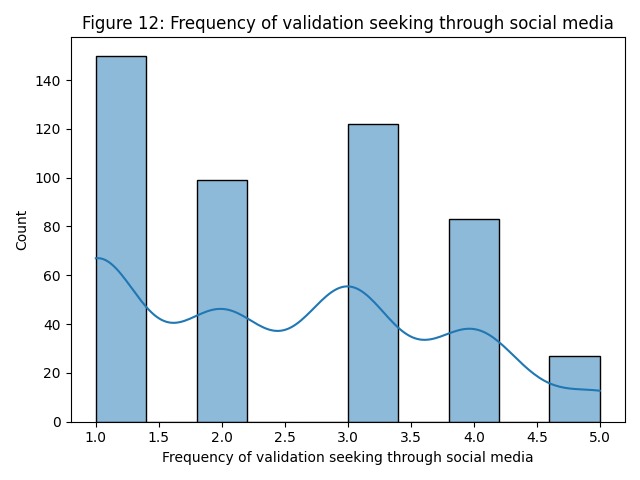 Figure 12: Frequency of validation seeking through social media
140
120
100
80
60
40
20
0
Count
1.0 1.5 2.0 2.5 3.0 3.5 4.0 4.5 5.0
Frequency of validation seeking through social media